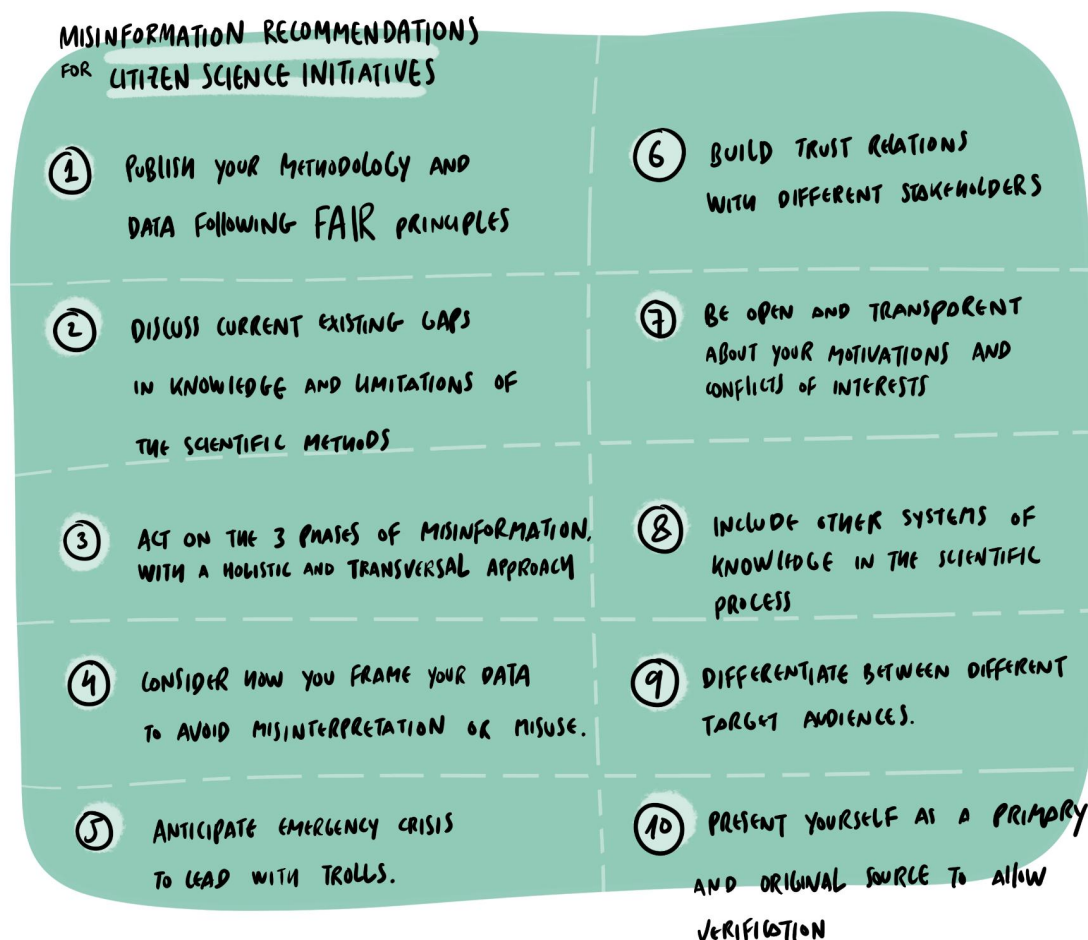 MISINFORMATION RECOMMENDATIONS
FOR CITIZEN SCIENCE INITIATIVES
1 PUBLISH YOUR METHODOLOGY AND
DATA FOLLOWING FAIR PRINCIPLES
2 DISCUSS CURRENT EXISTING GAPS
IN KNOWLEDGE AND LIMITATIONS OF
THE SCIENTIFIC METHODS
3 ACT ON THE 3 PHASES OF MISINFORMATION,
WITH A HOLISTIC AND TRANSVERSAL APPROACH
4 CONSIDER HOW YOU FRAME YOUR DATA
TO AVOID MISINTERPRETATION OR MISUSE.
5 ANTICIPATE EMERGENCY CRISIS
TO LEAD WITH TROLLS.
6 BUILD TRUST RELATIONS
WITH DIFFERENT STAKEHOLDERS
7 BE OPEN AND TRANSPARENT
ABOUT YOUR MOTIVATIONS AND
CONFLICTS OF INTERESTS
8 INCLUDE OTHER SYSTEMS OF
KNOWLEDGE IN THE SCIENTIFIC
PROCESS
9 DIFFERENTIATE BETWEEN DIFFERENT
TARGET AUDIENCES.
10 PRESENT YOURSELF AS A PRIMARY
AND ORIGINAL SOURCE TO ALLOW
VERIFICATION